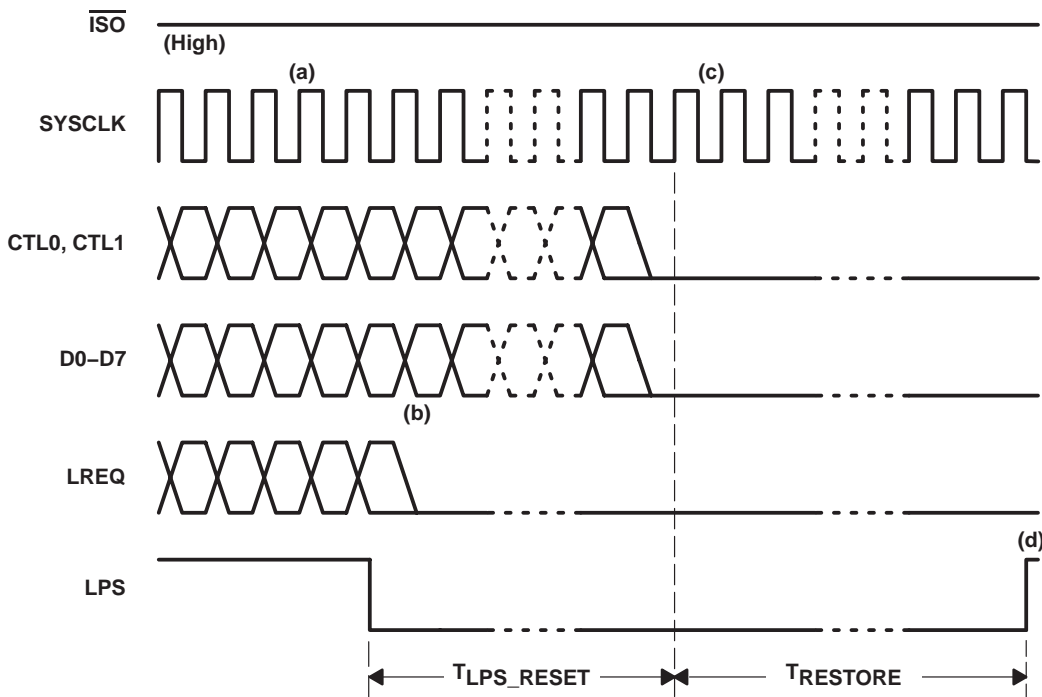 ISO
(High)
(a)
(c)
SYSCLK
CTL0, CTL1
D0–D7
(b)
LREQ
(d)
LPS
TLPS_RESET
TRESTORE